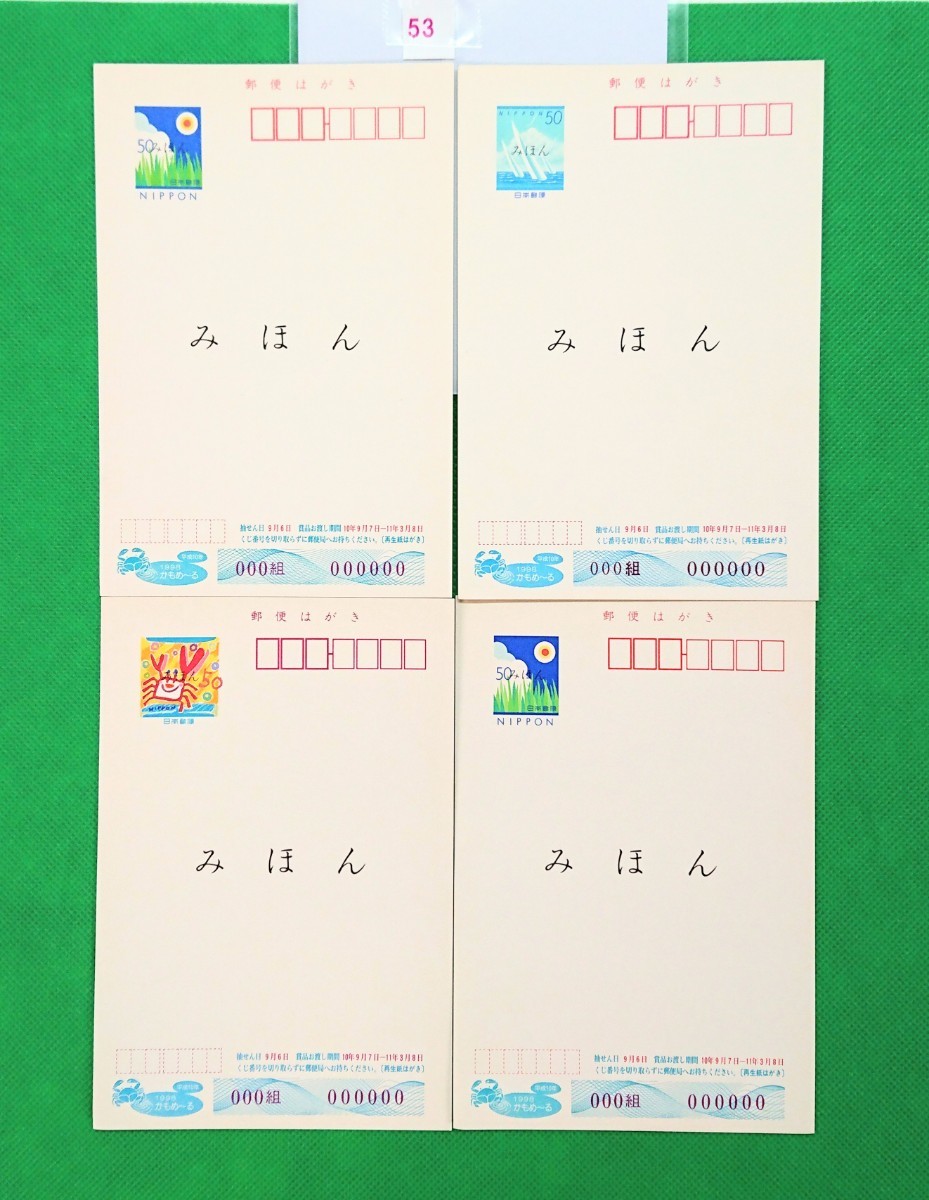 53
郵便はがき
50
みほん
日本郵便
NIPPON
みほん
抽せん日 9月6日 賞品お渡し期間 10年9月7日―11年3月8日
くじ番号を切り取らずに郵便局へお持ちください。[再生紙はがき]
平成10年
1998
かもめ〜る
000組 000000
郵便はがき
NIPPON 50
みほん
日本郵便
みほん
抽せん日 9月6日 賞品お渡し期間 10年9月7日―11年3月8日
くじ番号を切り取らずに郵便局へお持ちください。[再生紙はがき]
平成10年
1998
かもめ〜る
000組 000000
郵便はがき
みほん
50
NIPPON
日本郵便
みほん
抽せん日 9月6日 賞品お渡し期間 10年9月7日―11年3月8日
くじ番号を切り取らずに郵便局へお持ちください。[再生紙はがき]
平成10年
1998
かもめ〜る
000組 000000
郵便はがき
50
みほん
日本郵便
NIPPON
みほん
抽せん日 9月6日 賞品お渡し期間 10年9月7日―11年3月8日
くじ番号を切り取らずに郵便局へお持ちください。[再生紙はがき]
平成10年
1998
かもめ〜る
000組 000000